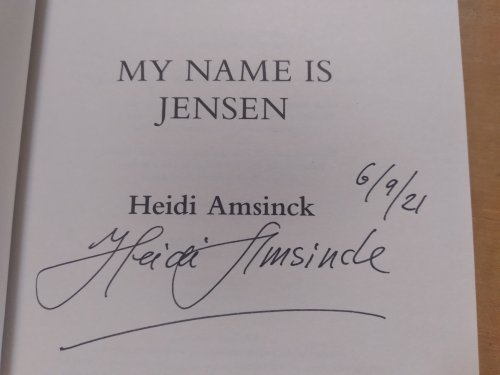 MY NAME IS
JENSEN
6/9/21
Heidi Amsinck
Heidi Amsinck